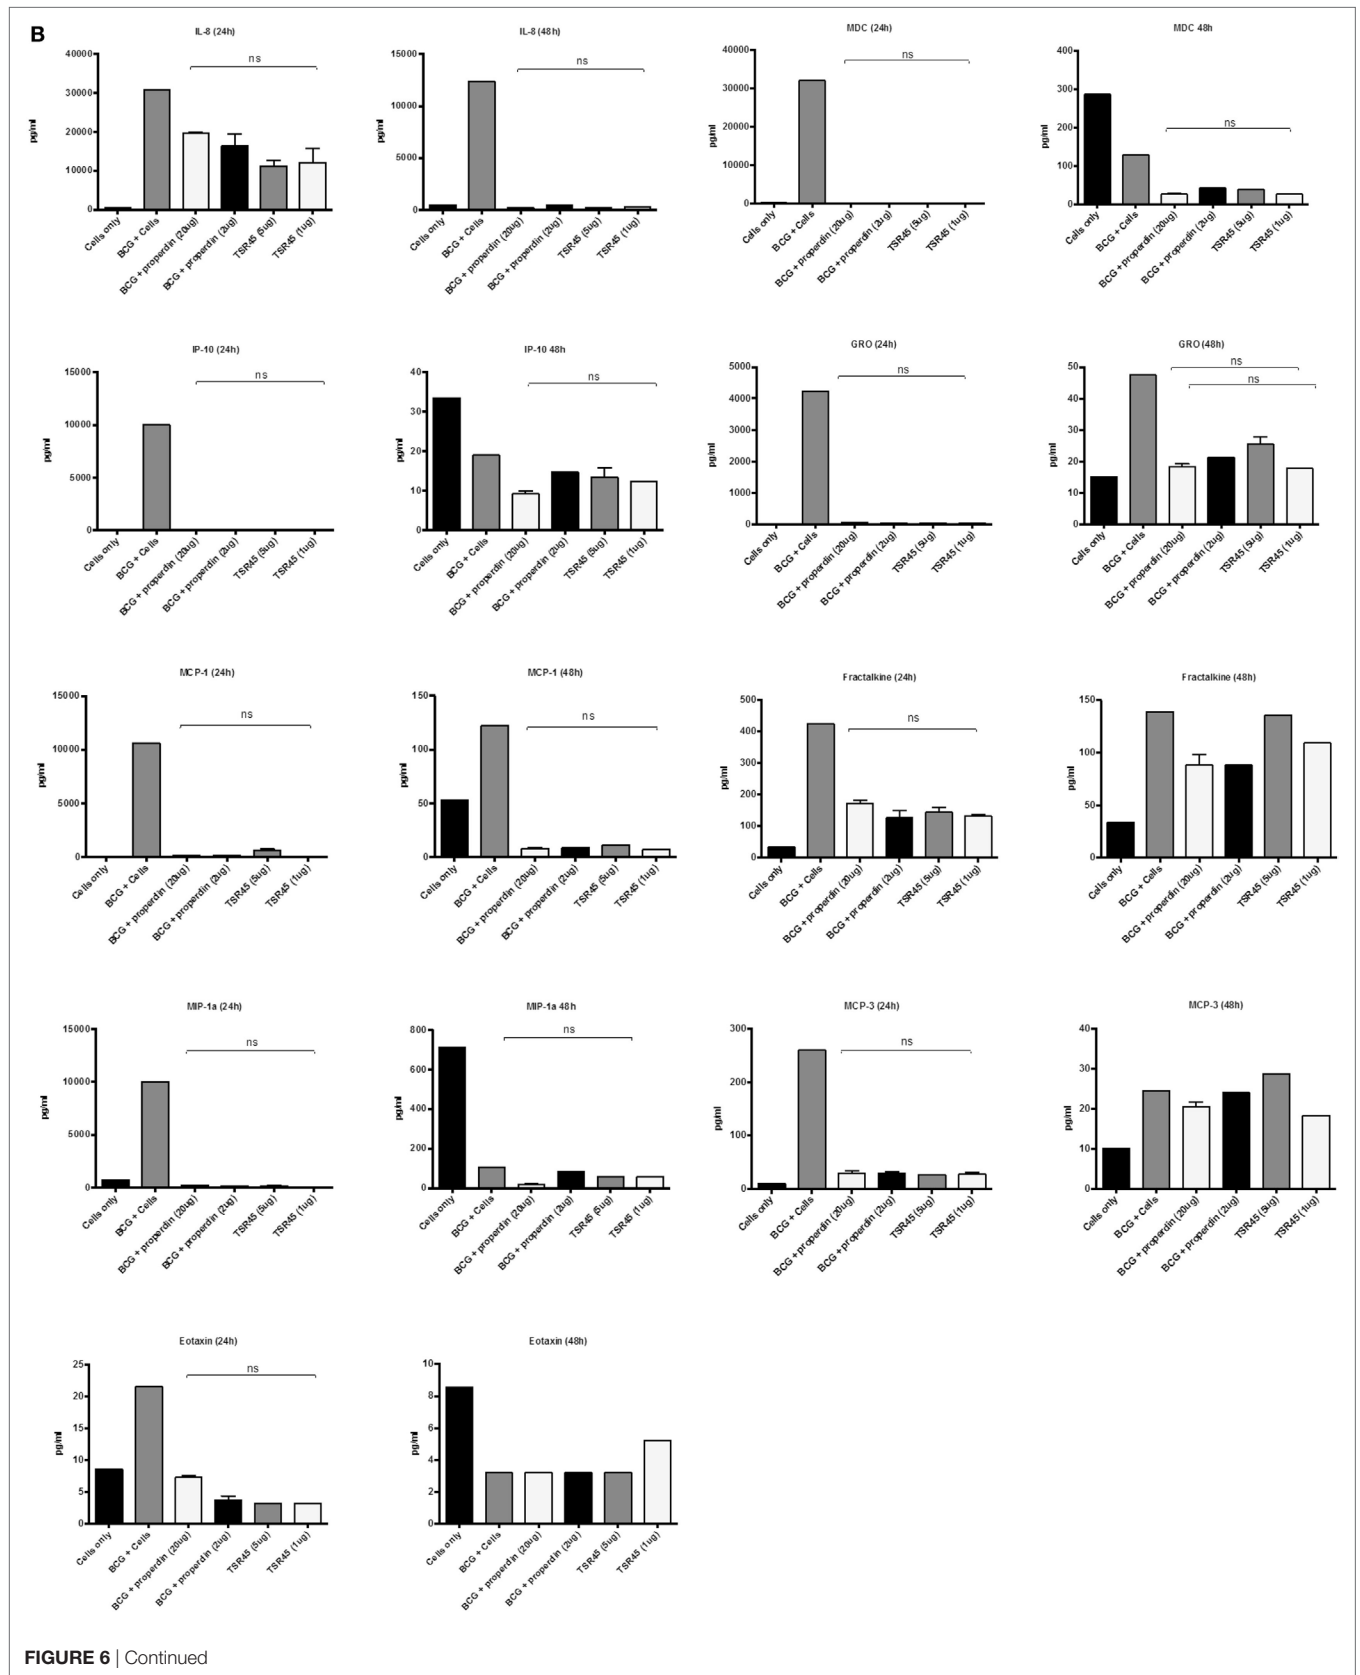 B
IL-8 (24h)
40000
30000
20000
10000
0
pg/ml
ns
Cells only
BCG + Cells
BCG + properdin (20ug)
BCG + properdin (2ug)
TSR45 (5ug)
TSR45 (1ug)
IL-8 (48h)
15000
10000
5000
0
pg/ml
ns
Cells only
BCG + Cells
BCG + properdin (20ug)
BCG + properdin (2ug)
TSR45 (5ug)
TSR45 (1ug)
MDC (24h)
40000
30000
20000
10000
0
pg/ml
ns
Cells only
BCG + Cells
BCG + properdin (20ug)
BCG + properdin (2ug)
TSR45 (5ug)
TSR45 (1ug)
MDC 48h
400
300
200
100
0
pg/ml
ns
Cells only
BCG + Cells
BCG + properdin (20ug)
BCG + properdin (2ug)
TSR45 (5ug)
TSR45 (1ug)
IP-10 (24h)
15000
10000
5000
0
pg/ml
ns
Cells only
BCG + Cells
BCG + properdin (20ug)
BCG + properdin (2ug)
TSR45 (5ug)
TSR45 (1ug)
IP-10 48h
40
30
20
10
0
pg/ml
ns
Cells only
BCG + Cells
BCG + properdin (20ug)
BCG + properdin (2ug)
TSR45 (5ug)
TSR45 (1ug)
GRO (24h)
5000
4000
3000
2000
1000
0
pg/ml
ns
Cells only
BCG + Cells
BCG + properdin (20ug)
BCG + properdin (2ug)
TSR45 (5ug)
TSR45 (1ug)
GRO (48h)
50
40
30
20
10
0
pg/ml
ns
ns
Cells only
BCG + Cells
BCG + properdin (20ug)
BCG + properdin (2ug)
TSR45 (5ug)
TSR45 (1ug)
MCP-1 (24h)
15000
10000
5000
0
pg/ml
ns
Cells only
BCG + Cells
BCG + properdin (20ug)
BCG + properdin (2ug)
TSR45 (5ug)
TSR45 (1ug)
MCP-1 (48h)
150
100
50
0
pg/ml
ns
Cells only
BCG + Cells
BCG + properdin (20ug)
BCG + properdin (2ug)
TSR45 (5ug)
TSR45 (1ug)
Fractalkine (24h)
500
400
300
200
100
0
pg/ml
ns
Cells only
BCG + Cells
BCG + properdin (20ug)
BCG + properdin (2ug)
TSR45 (5ug)
TSR45 (1ug)
Fractalkine (48h)
150
100
50
0
pg/ml
Cells only
BCG + Cells
BCG + properdin (20ug)
BCG + properdin (2ug)
TSR45 (5ug)
TSR45 (1ug)
MIP-1a (24h)
15000
10000
5000
0
pg/ml
ns
Cells only
BCG + Cells
BCG + properdin (20ug)
BCG + properdin (2ug)
TSR45 (5ug)
TSR45 (1ug)
MIP-1a 48h
800
600
400
200
0
pg/ml
ns
Cells only
BCG + Cells
BCG + properdin (20ug)
BCG + properdin (2ug)
TSR45 (5ug)
TSR45 (1ug)
MCP-3 (24h)
300
200
100
0
pg/ml
ns
Cells only
BCG + Cells
BCG + properdin (20ug)
BCG + properdin (2ug)
TSR45 (5ug)
TSR45 (1ug)
MCP-3 (48h)
40
30
20
10
0
pg/ml
Cells only
BCG + Cells
BCG + properdin (20ug)
BCG + properdin (2ug)
TSR45 (5ug)
TSR45 (1ug)
Eotaxin (24h)
25
20
15
10
5
0
pg/ml
ns
Cells only
BCG + Cells
BCG + properdin (20ug)
BCG + properdin (2ug)
TSR45 (5ug)
TSR45 (1ug)
Eotaxin (48h)
10
8
6
4
2
0
pg/ml
Cells only
BCG + Cells
BCG + properdin (20ug)
BCG + properdin (2ug)
TSR45 (5ug)
TSR45 (1ug)
FIGURE 6 | Continued